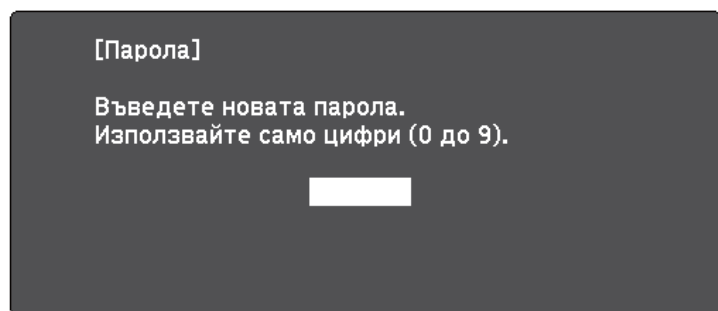 [Парола]
Въведете новата парола.
Използвайте само цифри (0 до 9).